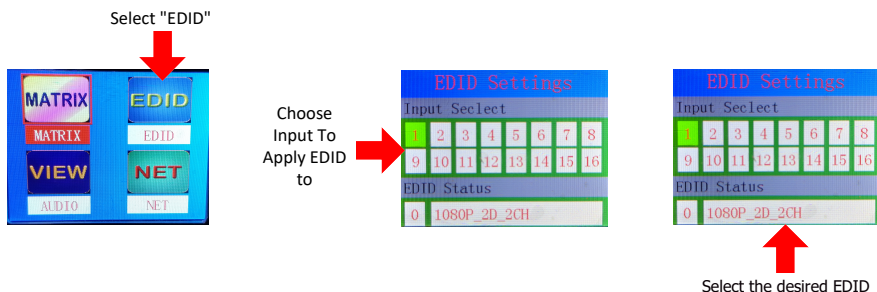 Select "EDID"
MATRIX
EDID
MATRIX
EDID
VIEW
NET
AUDIO
NET
Choose
Input To
Apply EDID
to
EDID Settings
Input Seclect
1 2 3 4 5 6 7 8
9 10 11 12 13 14 15 16
EDID Status
0 1080P_2D_2CH
EDID Settings
Input Seclect
1 2 3 4 5 6 7 8
9 10 11 12 13 14 15 16
EDID Status
0 1080P_2D_2CH
Select the desired EDID